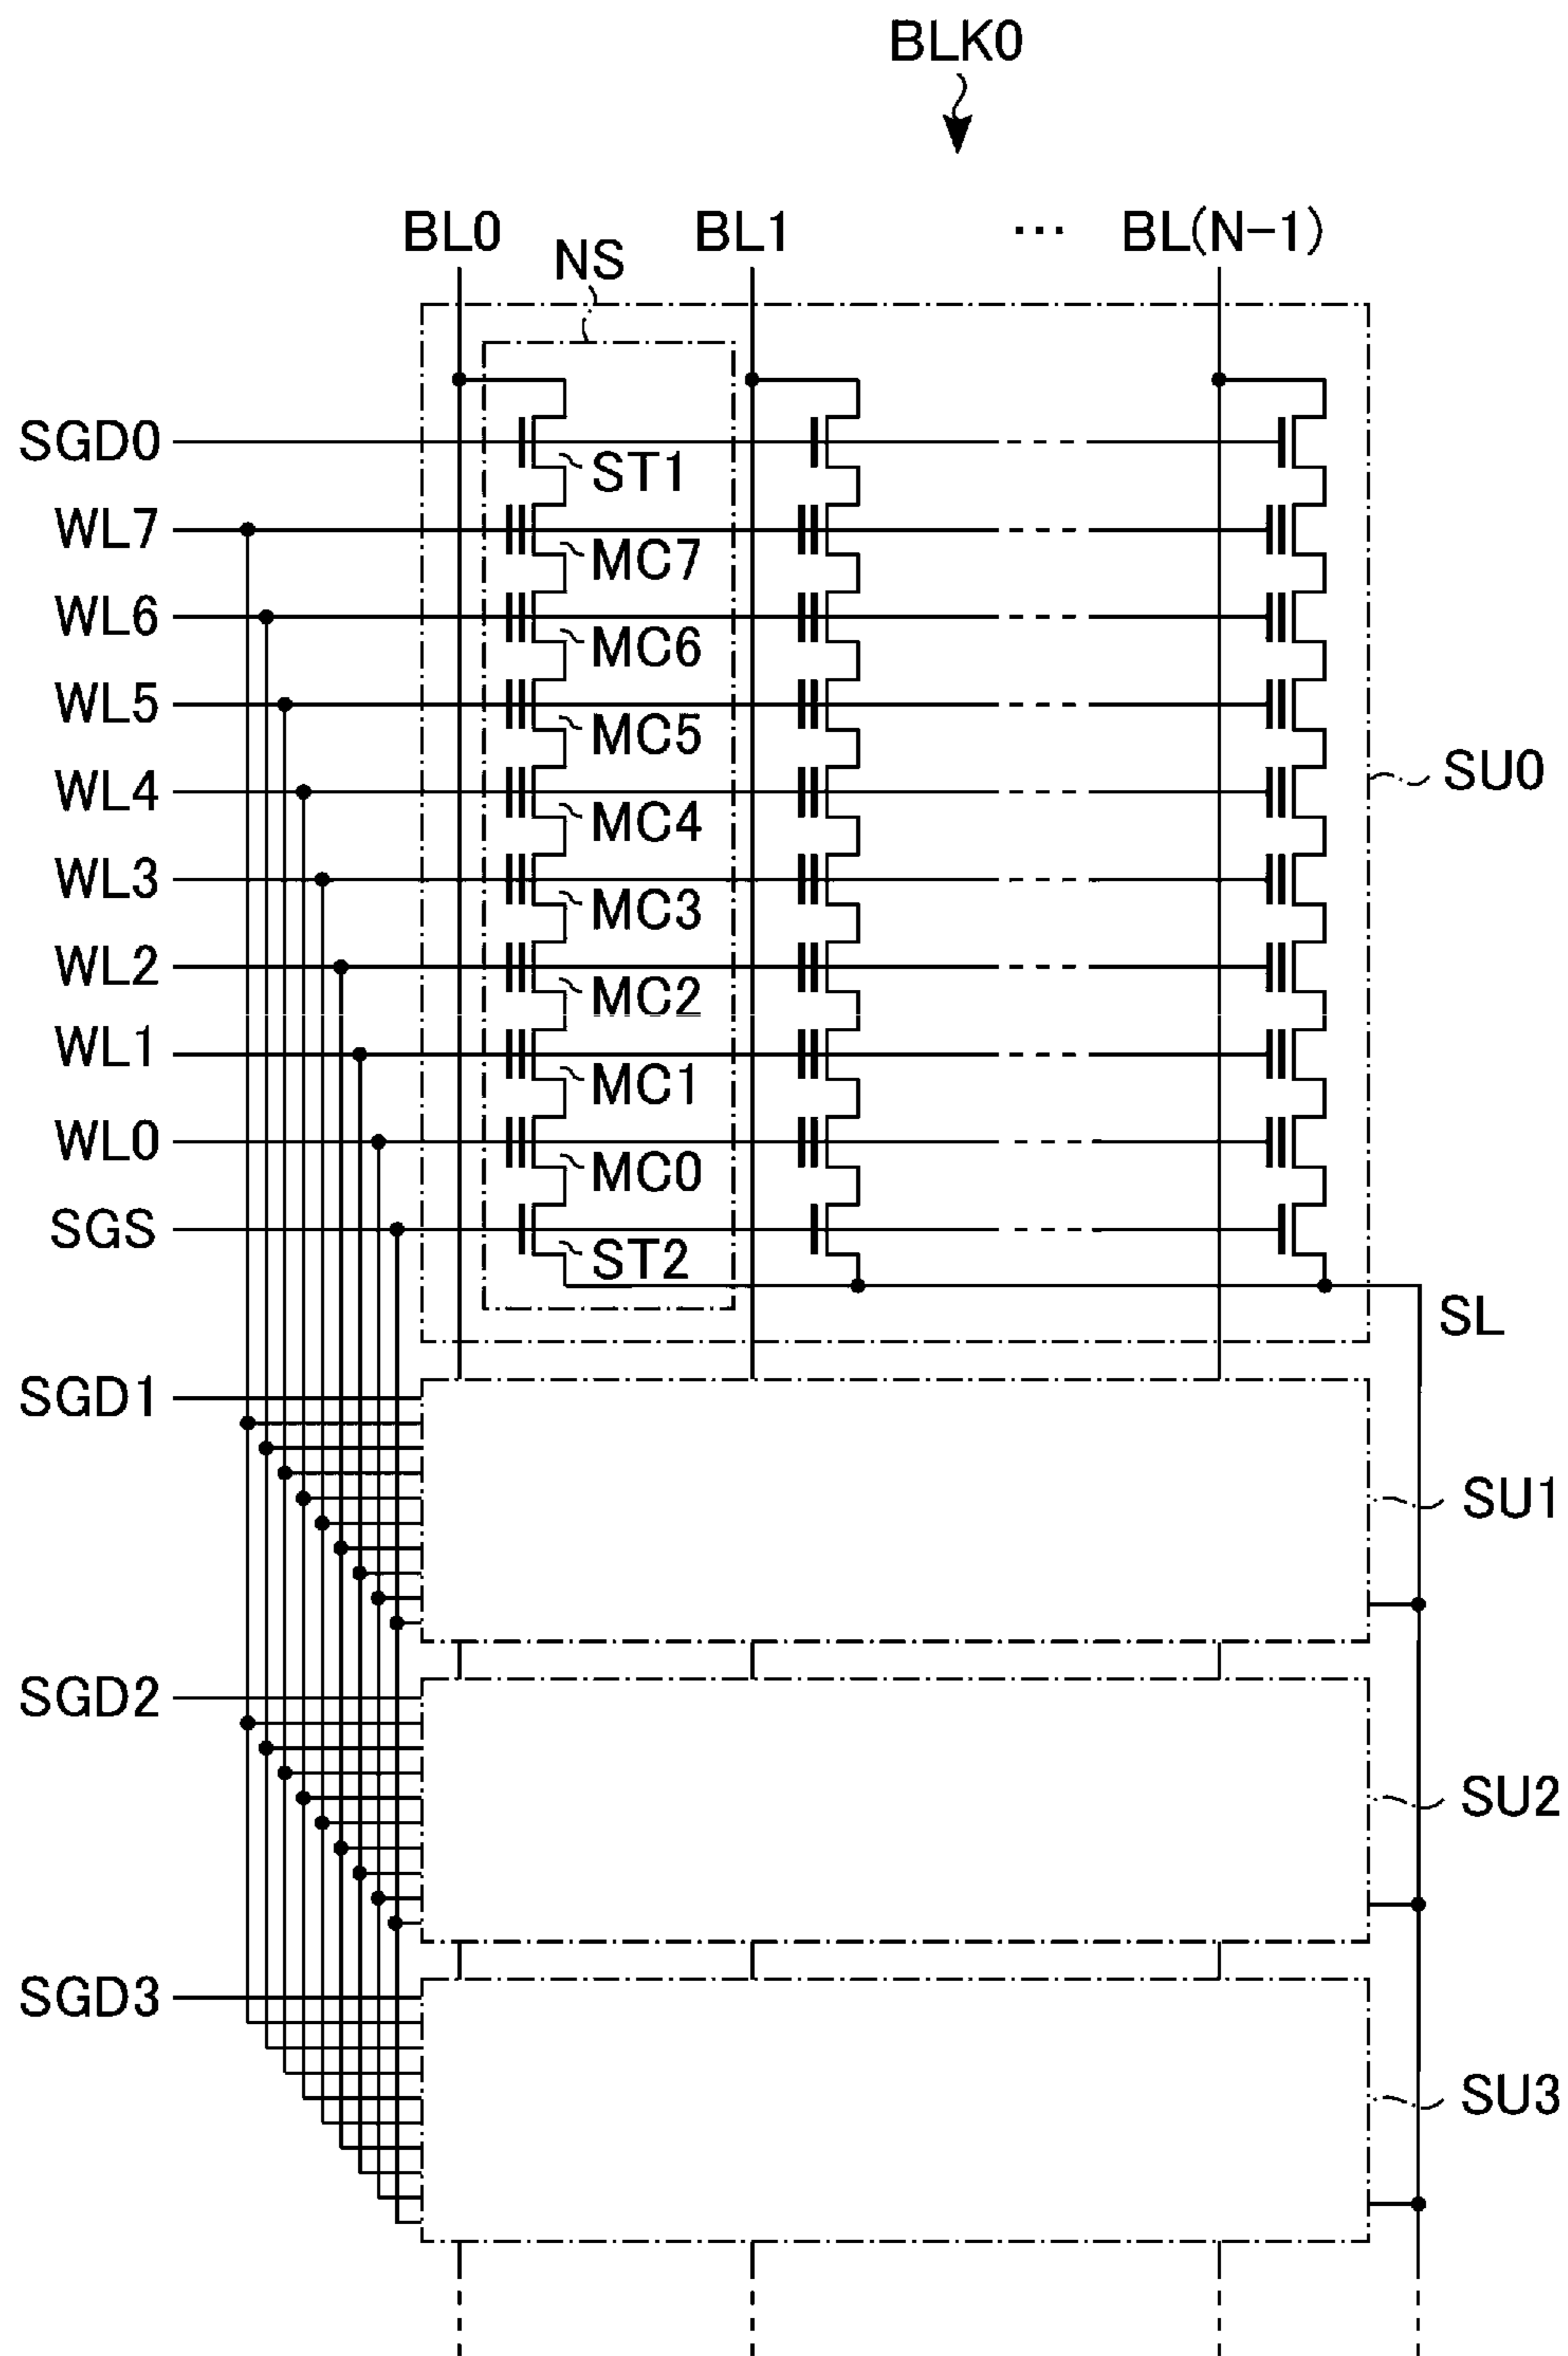 BLK0
BL0
NS
BL1
...
BL(N-1)
SGD0
ST1
WL7
MC7
WL6
MC6
WL5
MC5
SU0
WL4
MC4
WL3
MC3
WL2
MC2
WL1
MC1
WL0
MC0
SGS
ST2
SL
SGD1
SU1
SGD2
SU2
SGD3
SU3